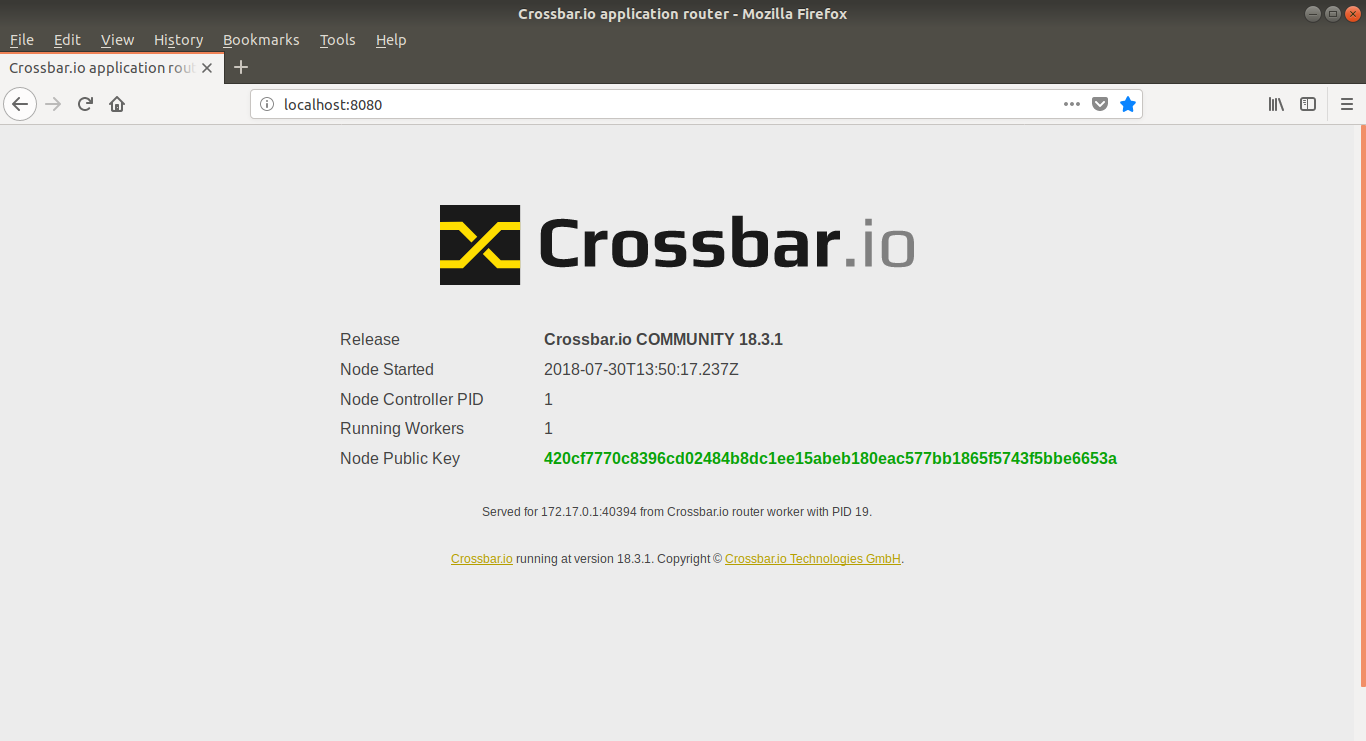 Crossbar.io application router - Mozilla Firefox
File Edit View History Bookmarks Tools Help
Crossbar.io application rout
localhost:8080
Crossbar.io
Release Crossbar.io COMMUNITY 18.3.1
Node Started 2018-07-30T13:50:17.237Z
Node Controller PID 1
Running Workers 1
Node Public Key 420cf7770c8396cd02484b8dc1ee15abeb180eac577bb1865f5743f5bbe6653a
Served for 172.17.0.1:40394 from Crossbar.io router worker with PID 19.
Crossbar.io running at version 18.3.1. Copyright © Crossbar.io Technologies GmbH.